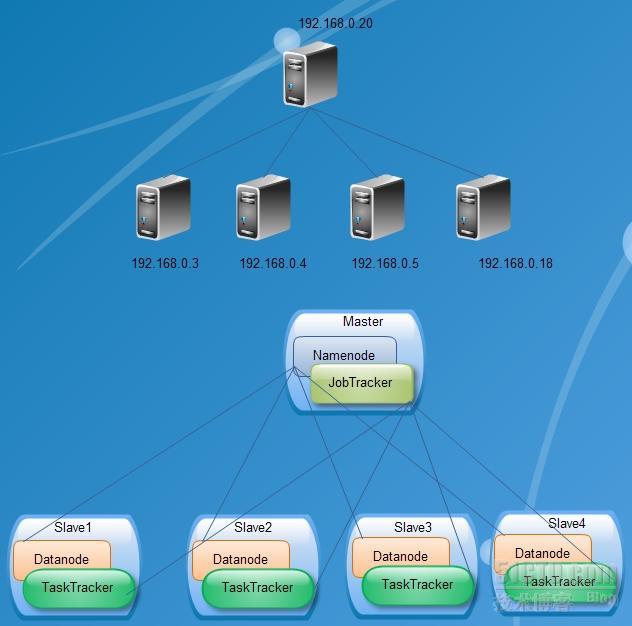 192.168.0.20
192.168.0.3
192.168.0.4
192.168.0.5
192.168.0.18
Master
Namenode
JobTracker
Slave1
Slave2
Slave3
Slave4
Datanode
Datanode
Datanode
Datanode
TaskTracker
TaskTracker
TaskTracker
TaskTracker
51CTO.com
技术博客 Blog